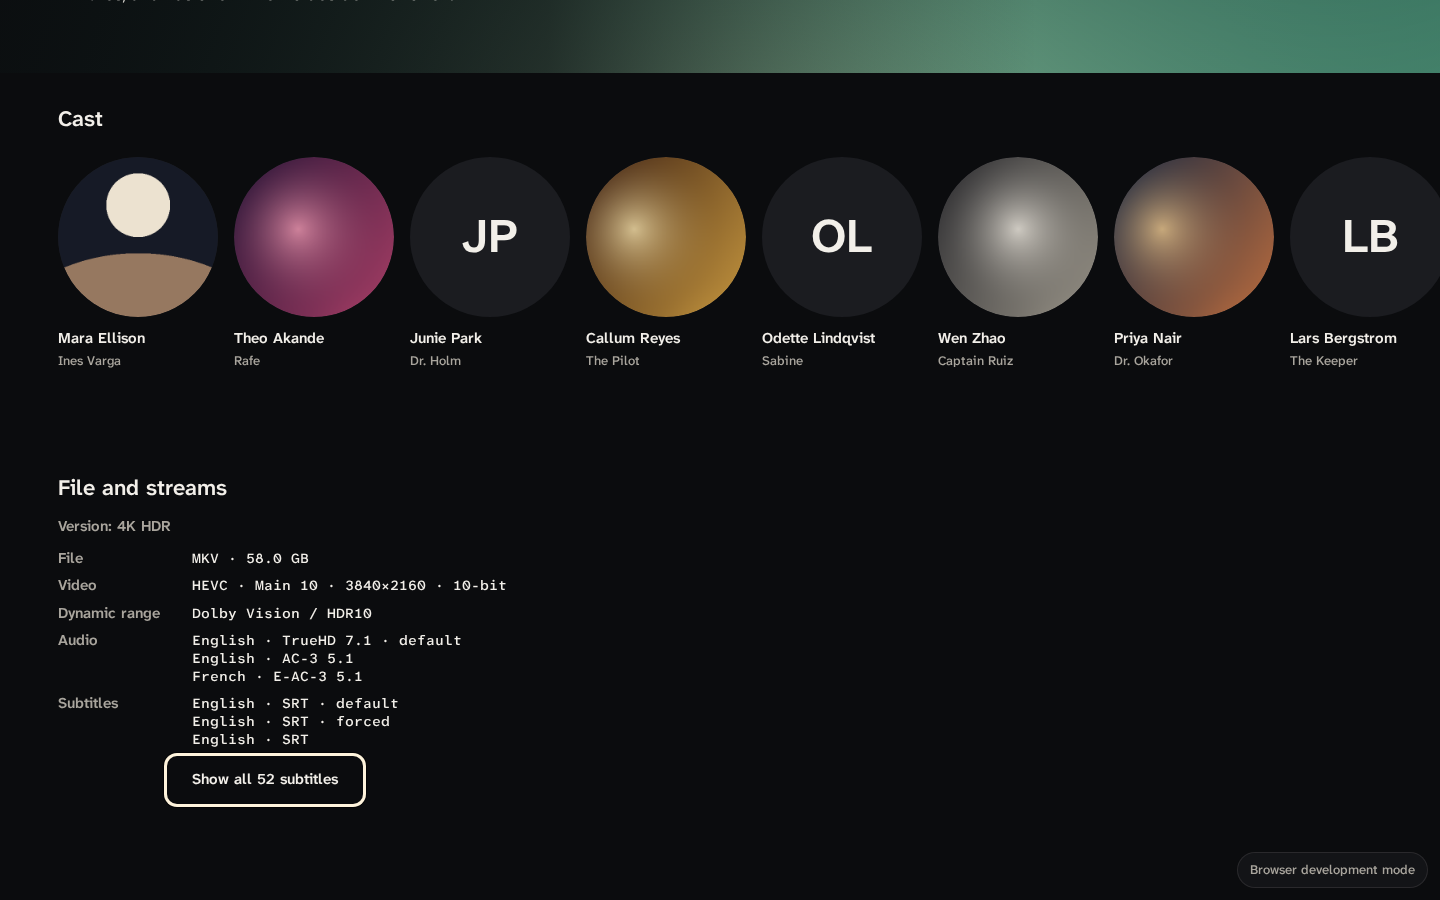 Cast
JP
OL
LB
Mara Ellison
Ines Varga
Theo Akande
Rafe
Junie Park
Dr. Holm
Callum Reyes
The Pilot
Odette Lindqvist
Sabine
Wen Zhao
Captain Ruiz
Priya Nair
Dr. Okafor
Lars Bergstrom
The Keeper
File and streams
Version: 4K HDR
File MKV · 58.0 GB
Video HEVC · Main 10 · 3840×2160 · 10-bit
Dynamic range Dolby Vision / HDR10
Audio English · TrueHD 7.1 · default
English · AC-3 5.1
French · E-AC-3 5.1
Subtitles English · SRT · default
English · SRT · forced
English · SRT
Show all 52 subtitles
Browser development mode